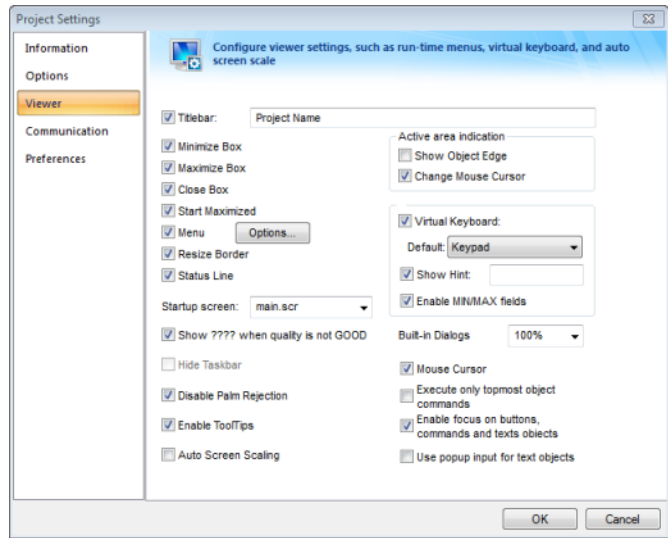 Project Settings
Information
Options
Viewer
Communication
Preferences
Configure viewer settings, such as run-time menus, virtual keyboard, and auto
screen scale
Titlebar: Project Name
Minimize Box
Maximize Box
Close Box
Start Maximized
Menu Options...
Resize Border
Status Line
Startup screen: main.scr
Show ???? when quality is not GOOD
Hide Taskbar
Disable Palm Rejection
Enable ToolTips
Auto Screen Scaling
Active area indication
Show Object Edge
Change Mouse Cursor
Virtual Keyboard:
Default: Keypad
Show Hint:
Enable MIN/MAX fields
Built-in Dialogs 100%
Mouse Cursor
Execute only topmost object
commands
Enable focus on buttons,
commands and texts objects
Use popup input for text objects
OK Cancel